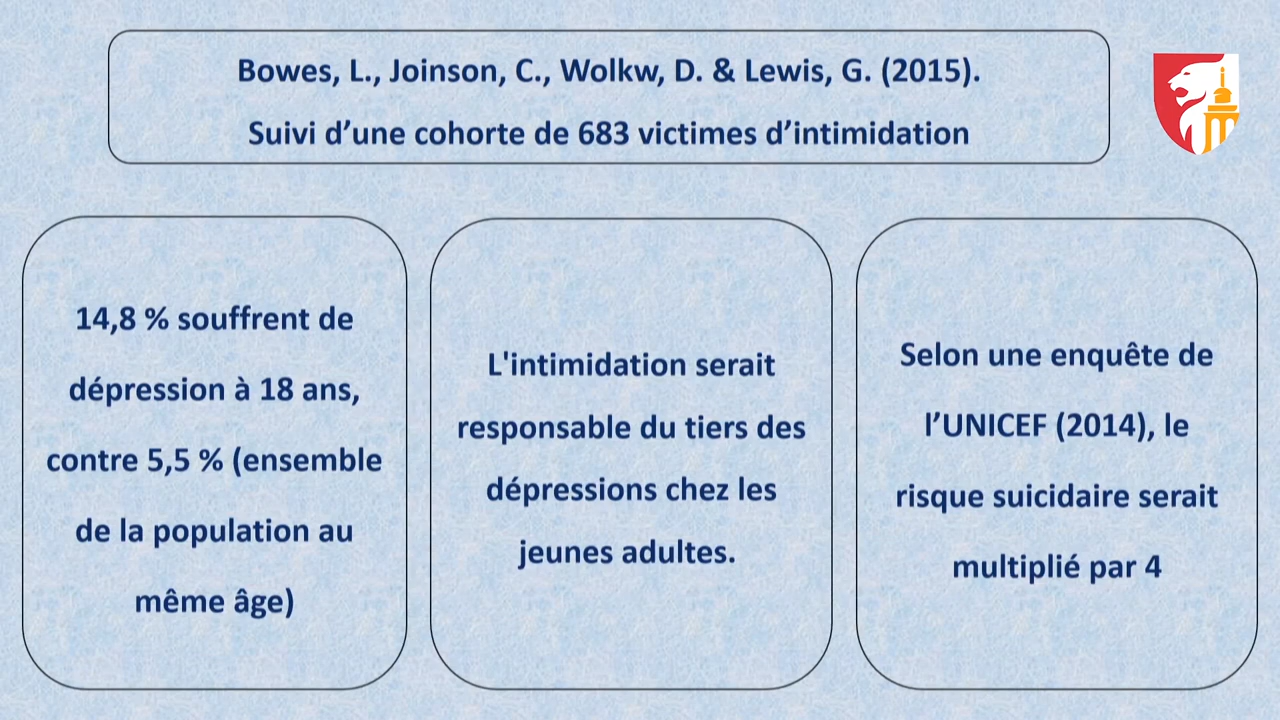 Bowes, L., Joinson, C., Wolkw, D. & Lewis, G. (2015).
Suivi d’une cohorte de 683 victimes d’intimidation
14,8 % souffrent de
dépression à 18 ans,
contre 5,5 % (ensemble
de la population au
même âge)
L'intimidation serait
responsable du tiers des
dépressions chez les
jeunes adultes.
Selon une enquête de
l’UNICEF (2014), le
risque suicidaire serait
multiplié par 4